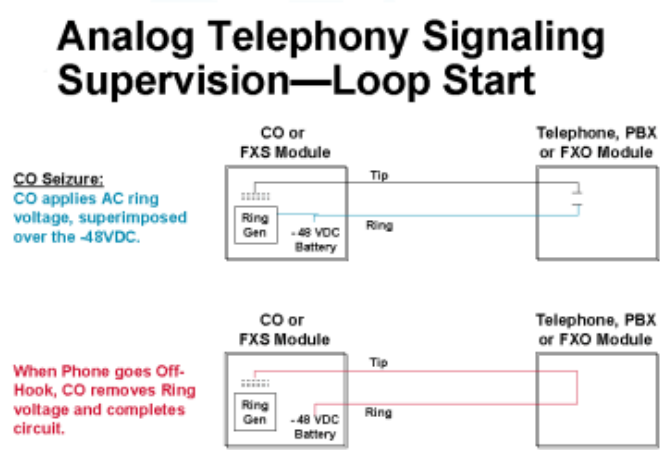 Analog Telephony Signaling
Supervision—Loop Start
CO or
FXS Module
Telephone, PBX
or FXO Module
CO Seizure:
CO applies AC ring
voltage, superimposed
over the -48VDC.
Tip
Ring
Gen
- 48 VDC
Battery
Ring
CO or
FXS Module
Telephone, PBX
or FXO Module
When Phone goes Off-
Hook, CO removes Ring
voltage and completes
circuit.
Tip
Ring
Gen
- 48 VDC
Battery
Ring